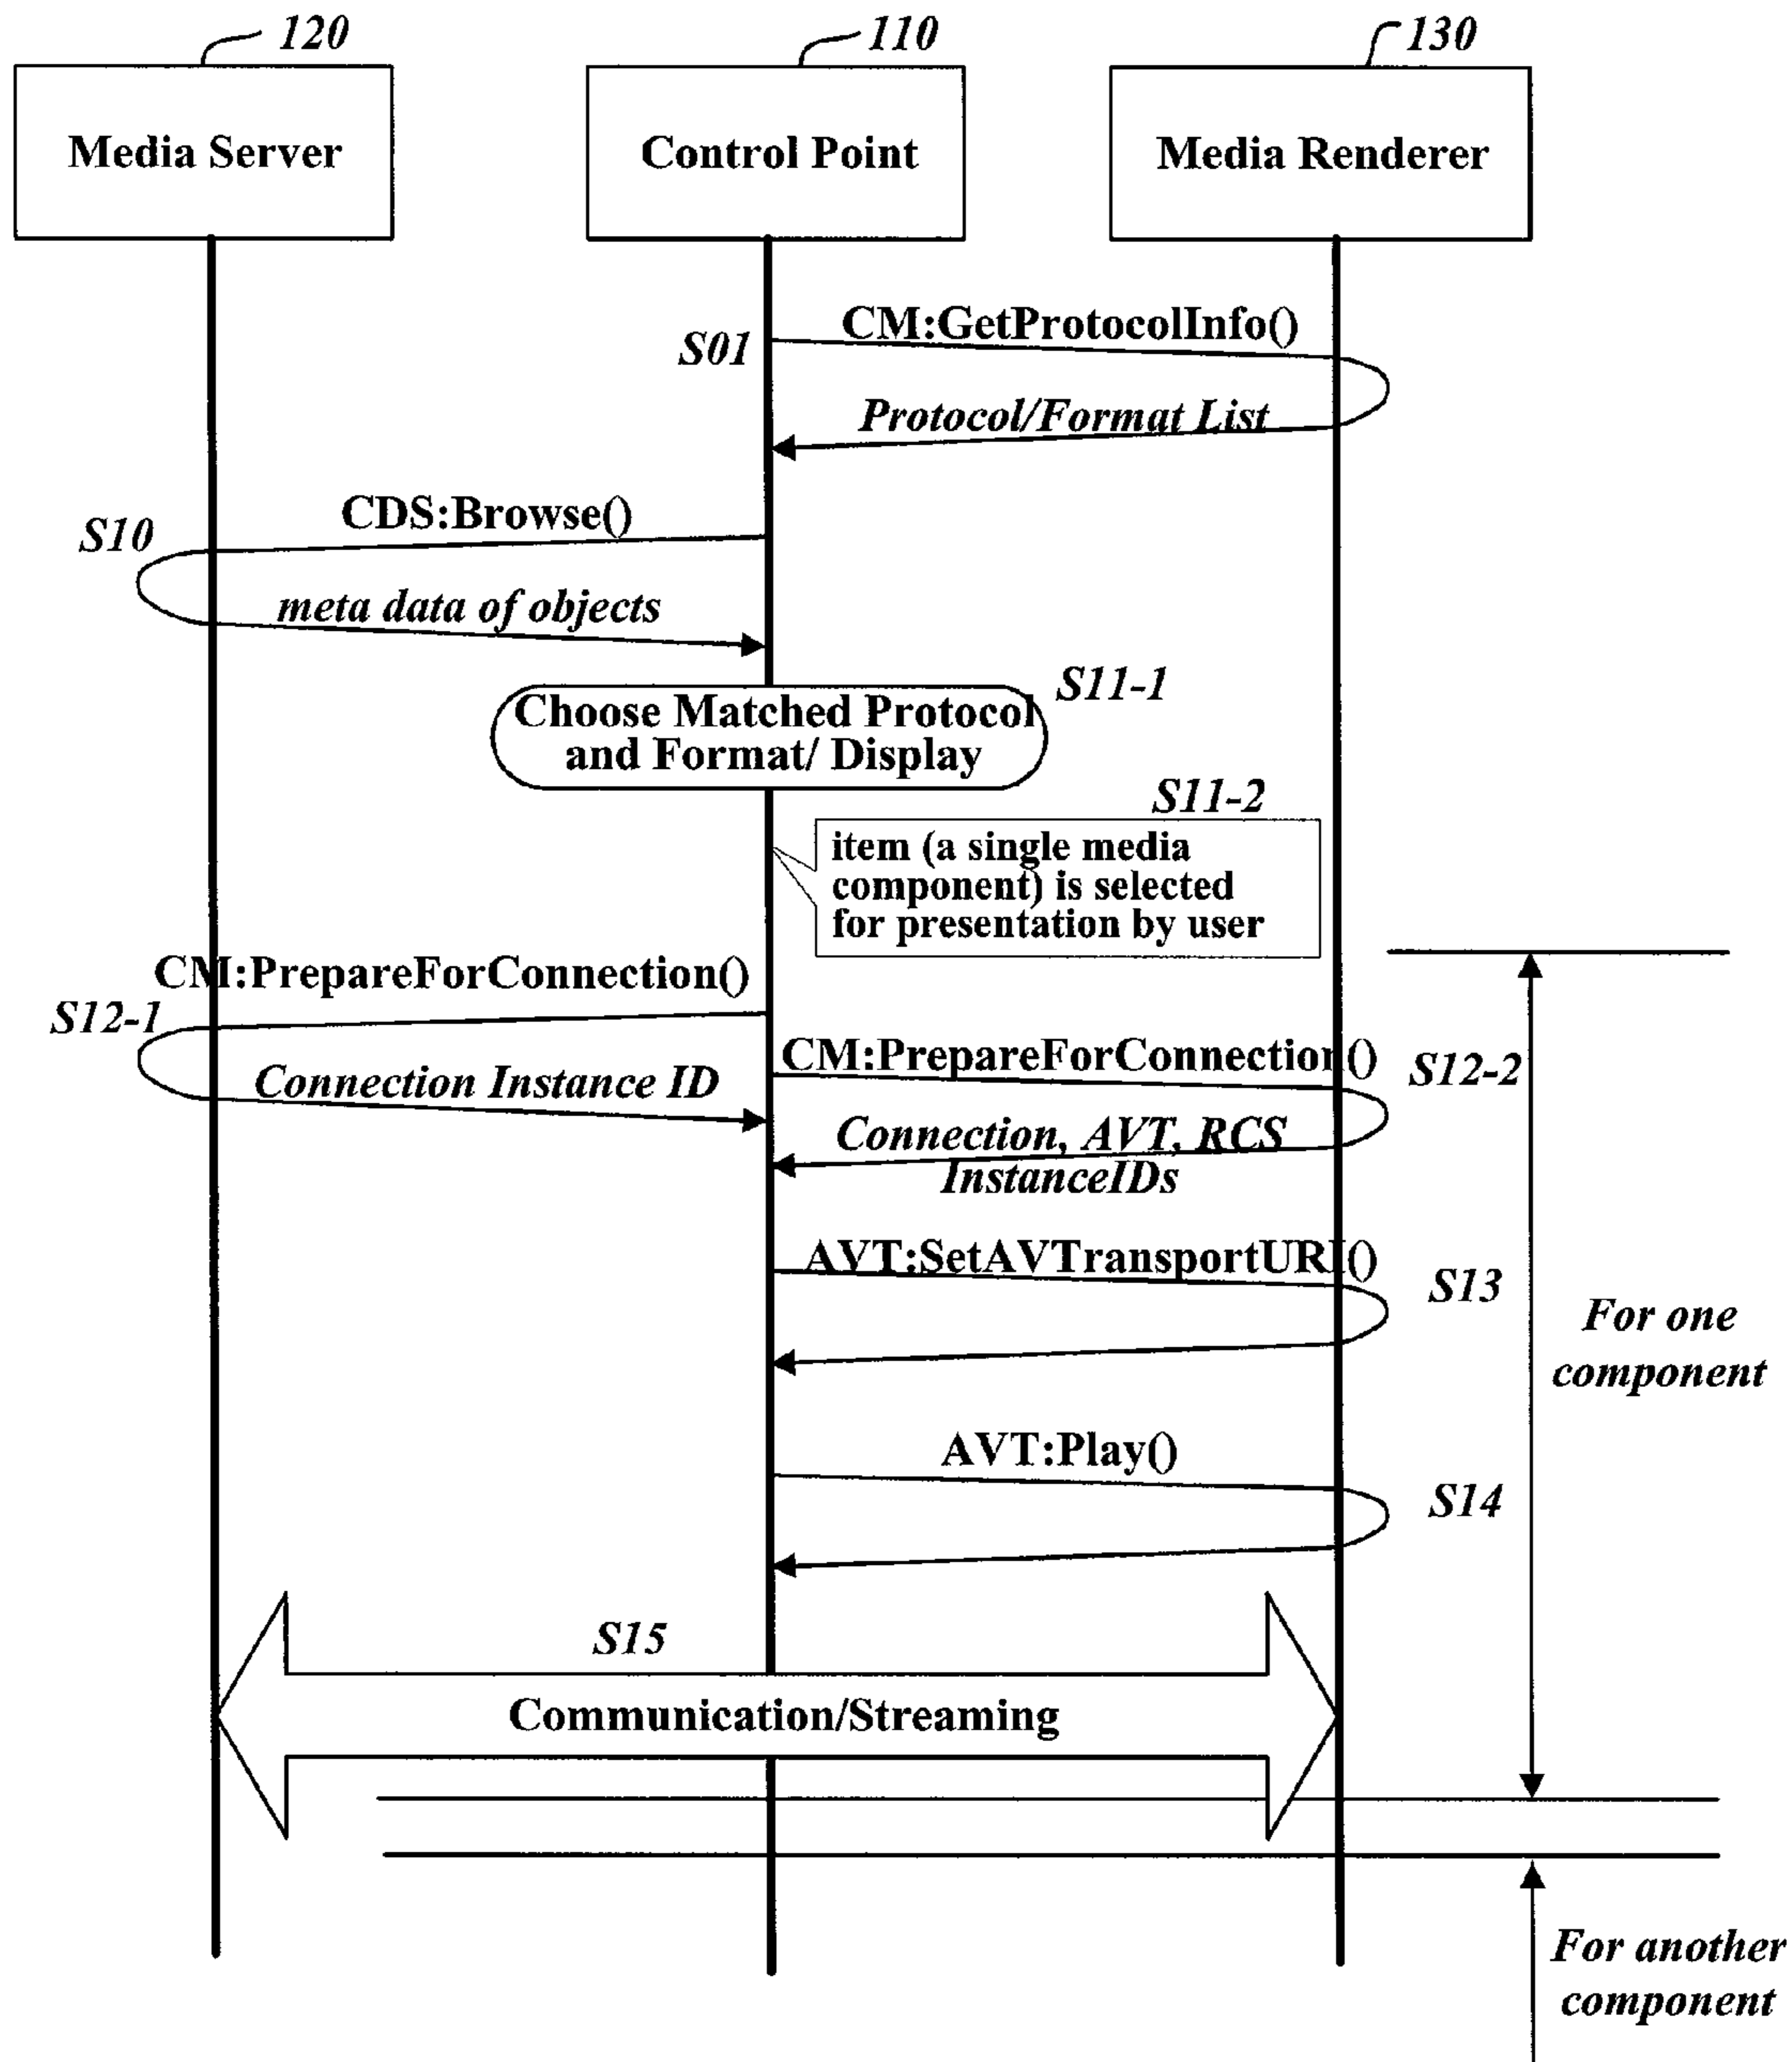 120
110
130
Media Server
Control Point
Media Renderer
CM:GetProtocolInfo()
S01
Protocol/Format List
CDS:Browse()
S10
meta data of objects
S11-1
Choose Matched Protocol
and Format/ Display
S11-2
item (a single media
component) is selected
for presentation by user
CM:PrepareForConnection()
S12-1
CM:PrepareForConnection()
S12-2
Connection Instance ID
Connection, AVT, RCS
InstanceIDs
AVT:SetAVTransportURI()
S13
For one
component
AVT:Play()
S14
S15
Communication/Streaming
For another
component